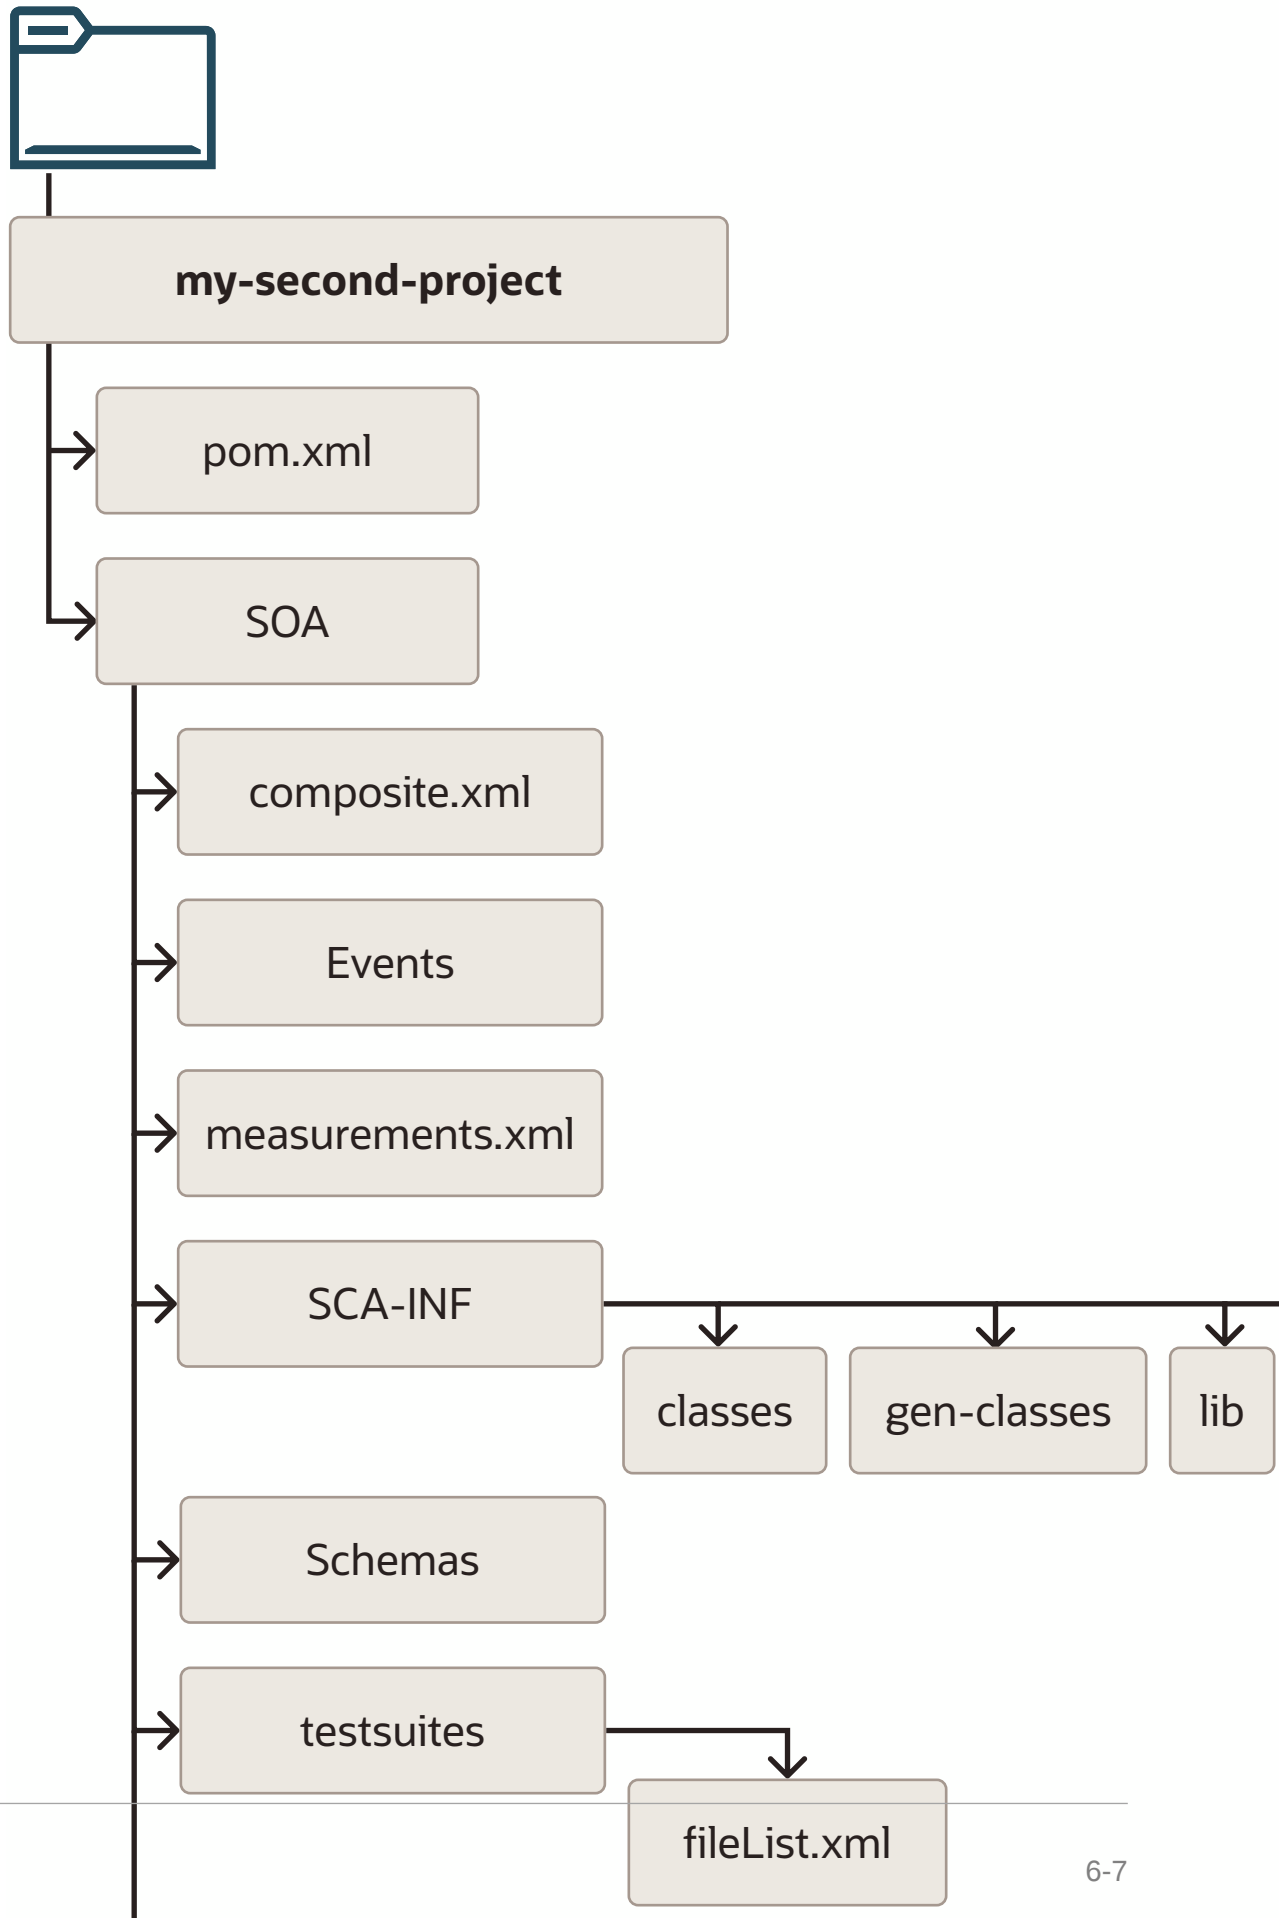 my-second-project
pom.xml
SOA
composite.xml
Events
measurements.xml
SCA-INF
classes
gen-classes
lib
Schemas
testsuites
fileList.xml
6-7